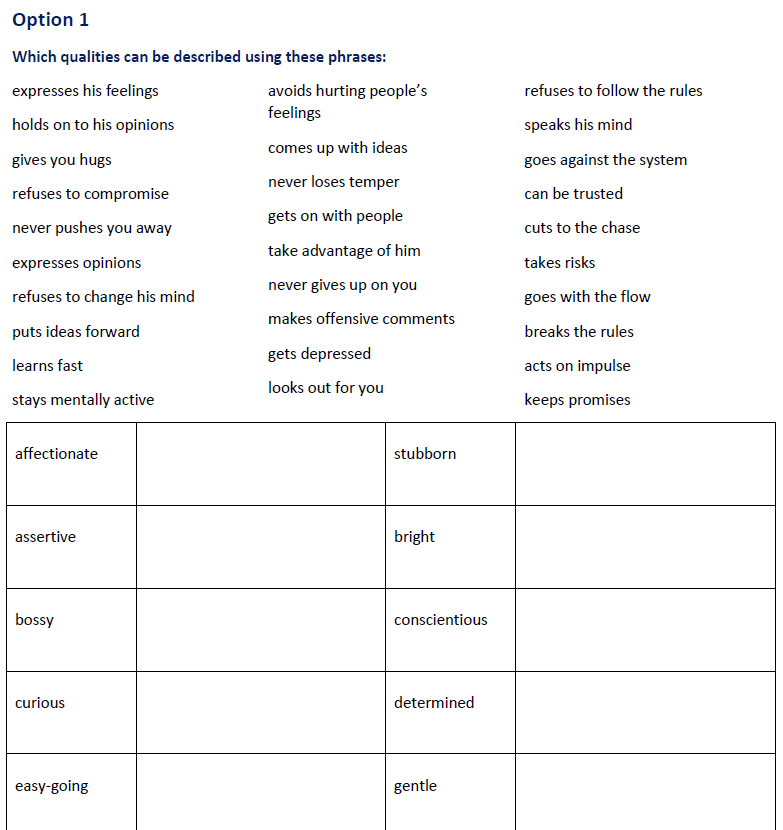 Option 1
Which qualities can be described using these phrases:
expresses his feelings
holds on to his opinions
gives you hugs
refuses to compromise
never pushes you away
expresses opinions
refuses to change his mind
puts ideas forward
learns fast
stays mentally active
avoids hurting people’s
feelings
comes up with ideas
never loses temper
gets on with people
take advantage of him
never gives up on you
makes offensive comments
gets depressed
looks out for you
refuses to follow the rules
speaks his mind
goes against the system
can be trusted
cuts to the chase
takes risks
goes with the flow
breaks the rules
acts on impulse
keeps promises
affectionate
stubborn
assertive
bright
bossy
conscientious
curious
determined
easy-going
gentle